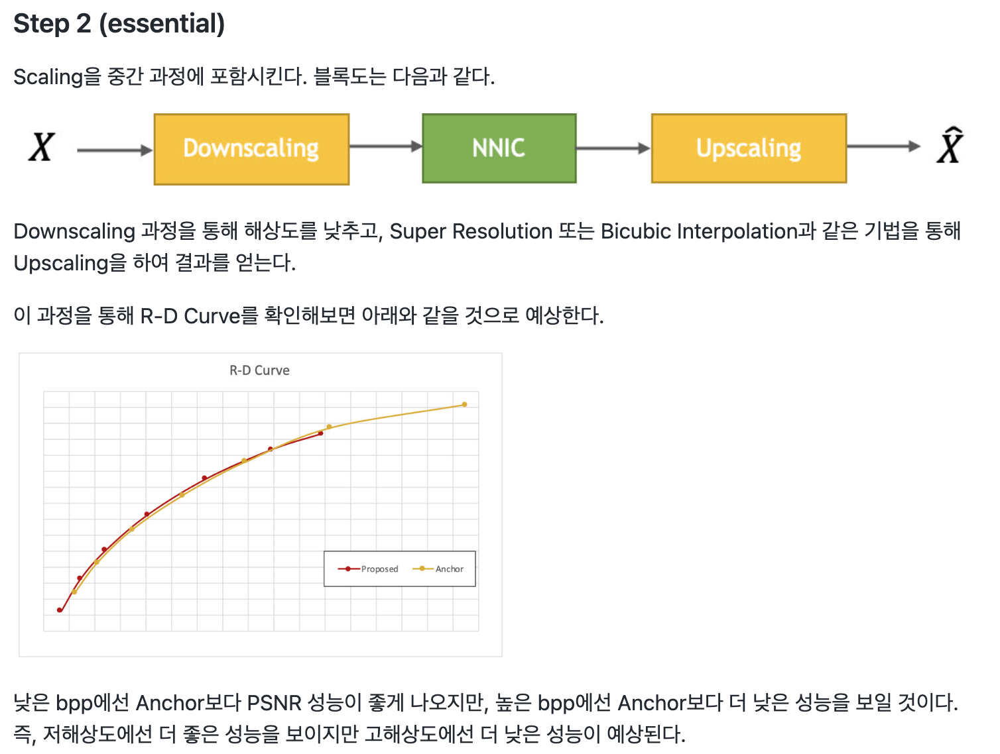 Step 2 (essential)
Scaling을 중간 과정에 포함시킨다. 블록도는 다음과 같다.
X Downscaling NNIC Upscaling X̂
Downscaling 과정을 통해 해상도를 낮추고, Super Resolution 또는 Bicubic Interpolation과 같은 기법을 통해
Upscaling을 하여 결과를 얻는다.
이 과정을 통해 R-D Curve를 확인해보면 아래와 같을 것으로 예상한다.
R-D Curve
Proposed Anchor
낮은 bpp에선 Anchor보다 PSNR 성능이 좋게 나오지만, 높은 bpp에선 Anchor보다 더 낮은 성능을 보일 것이다.
즉, 저해상도에선 더 좋은 성능을 보이지만 고해상도에선 더 낮은 성능이 예상된다.